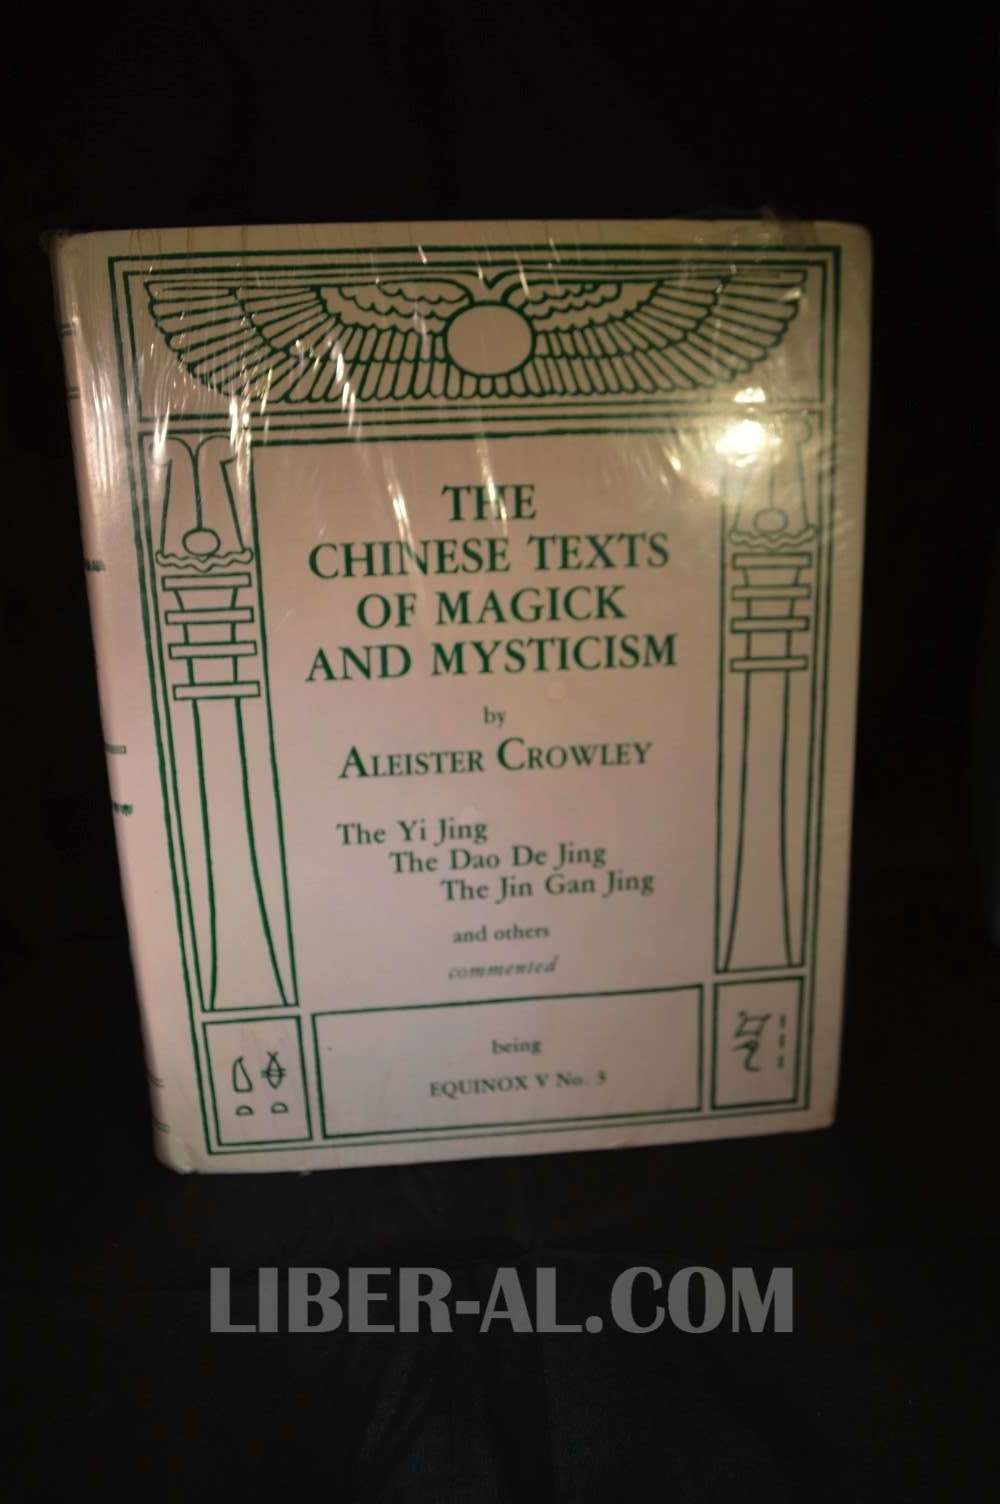 THE
CHINESE TEXTS
OF MAGICK
AND MYSTICISM
by
ALEISTER CROWLEY
The Yi Jing
The Dao De Jing
The Jin Gan Jing
and others
commented
being
EQUINOX V No. 3
LIBER-AL.COM